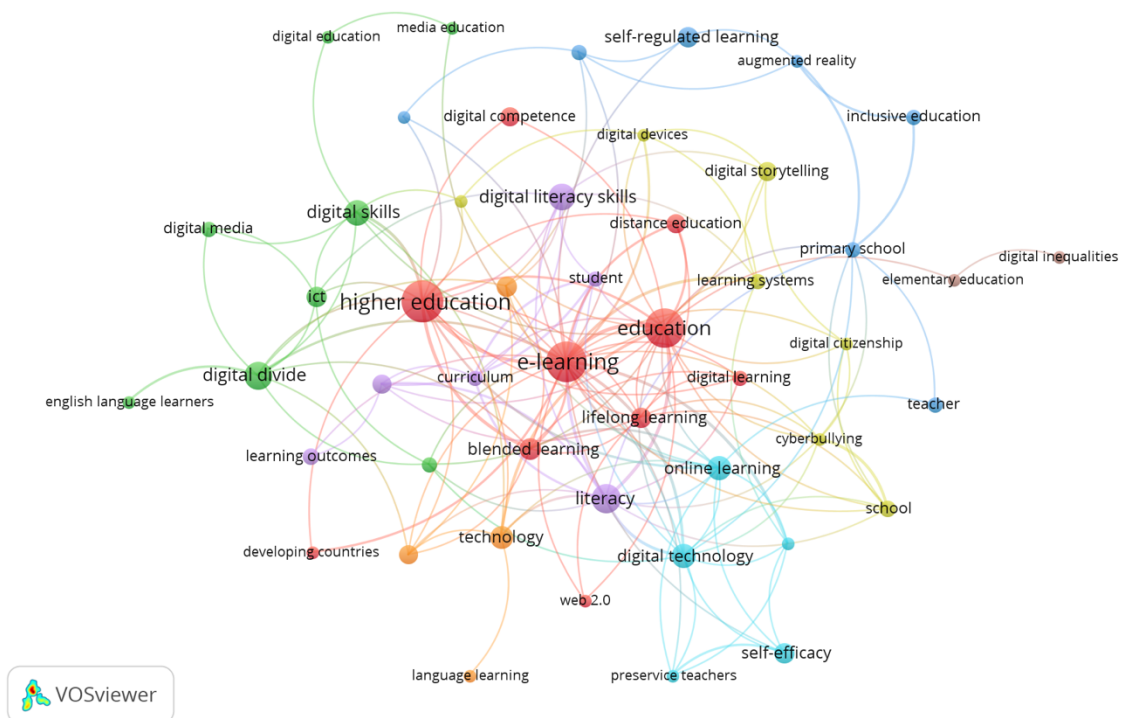 media education
digital education
self-regulated learning
augmented reality
digital competence
inclusive education
digital devices
digital storytelling
digital literacy skills
digital skills
distance education
digital media
primary school
digital inequalities
student
learning systems
elementary education
ict
higher education
education
digital citizenship
e-learning
digital divide
curriculum
digital learning
english language learners
teacher
lifelong learning
cyberbullying
blended learning
learning outcomes
online learning
literacy
school
technology
developing countries
digital technology
web 2.0
self-efficacy
language learning
preservice teachers
VOSviewer